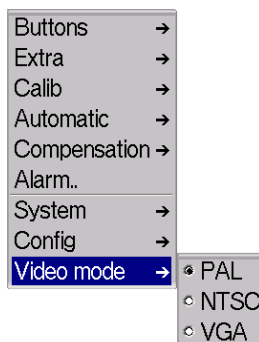 Buttons →
Extra →
Calib →
Automatic →
Compensation →
Alarm..
System →
Config →
Video mode →
PAL
NTSC
VGA